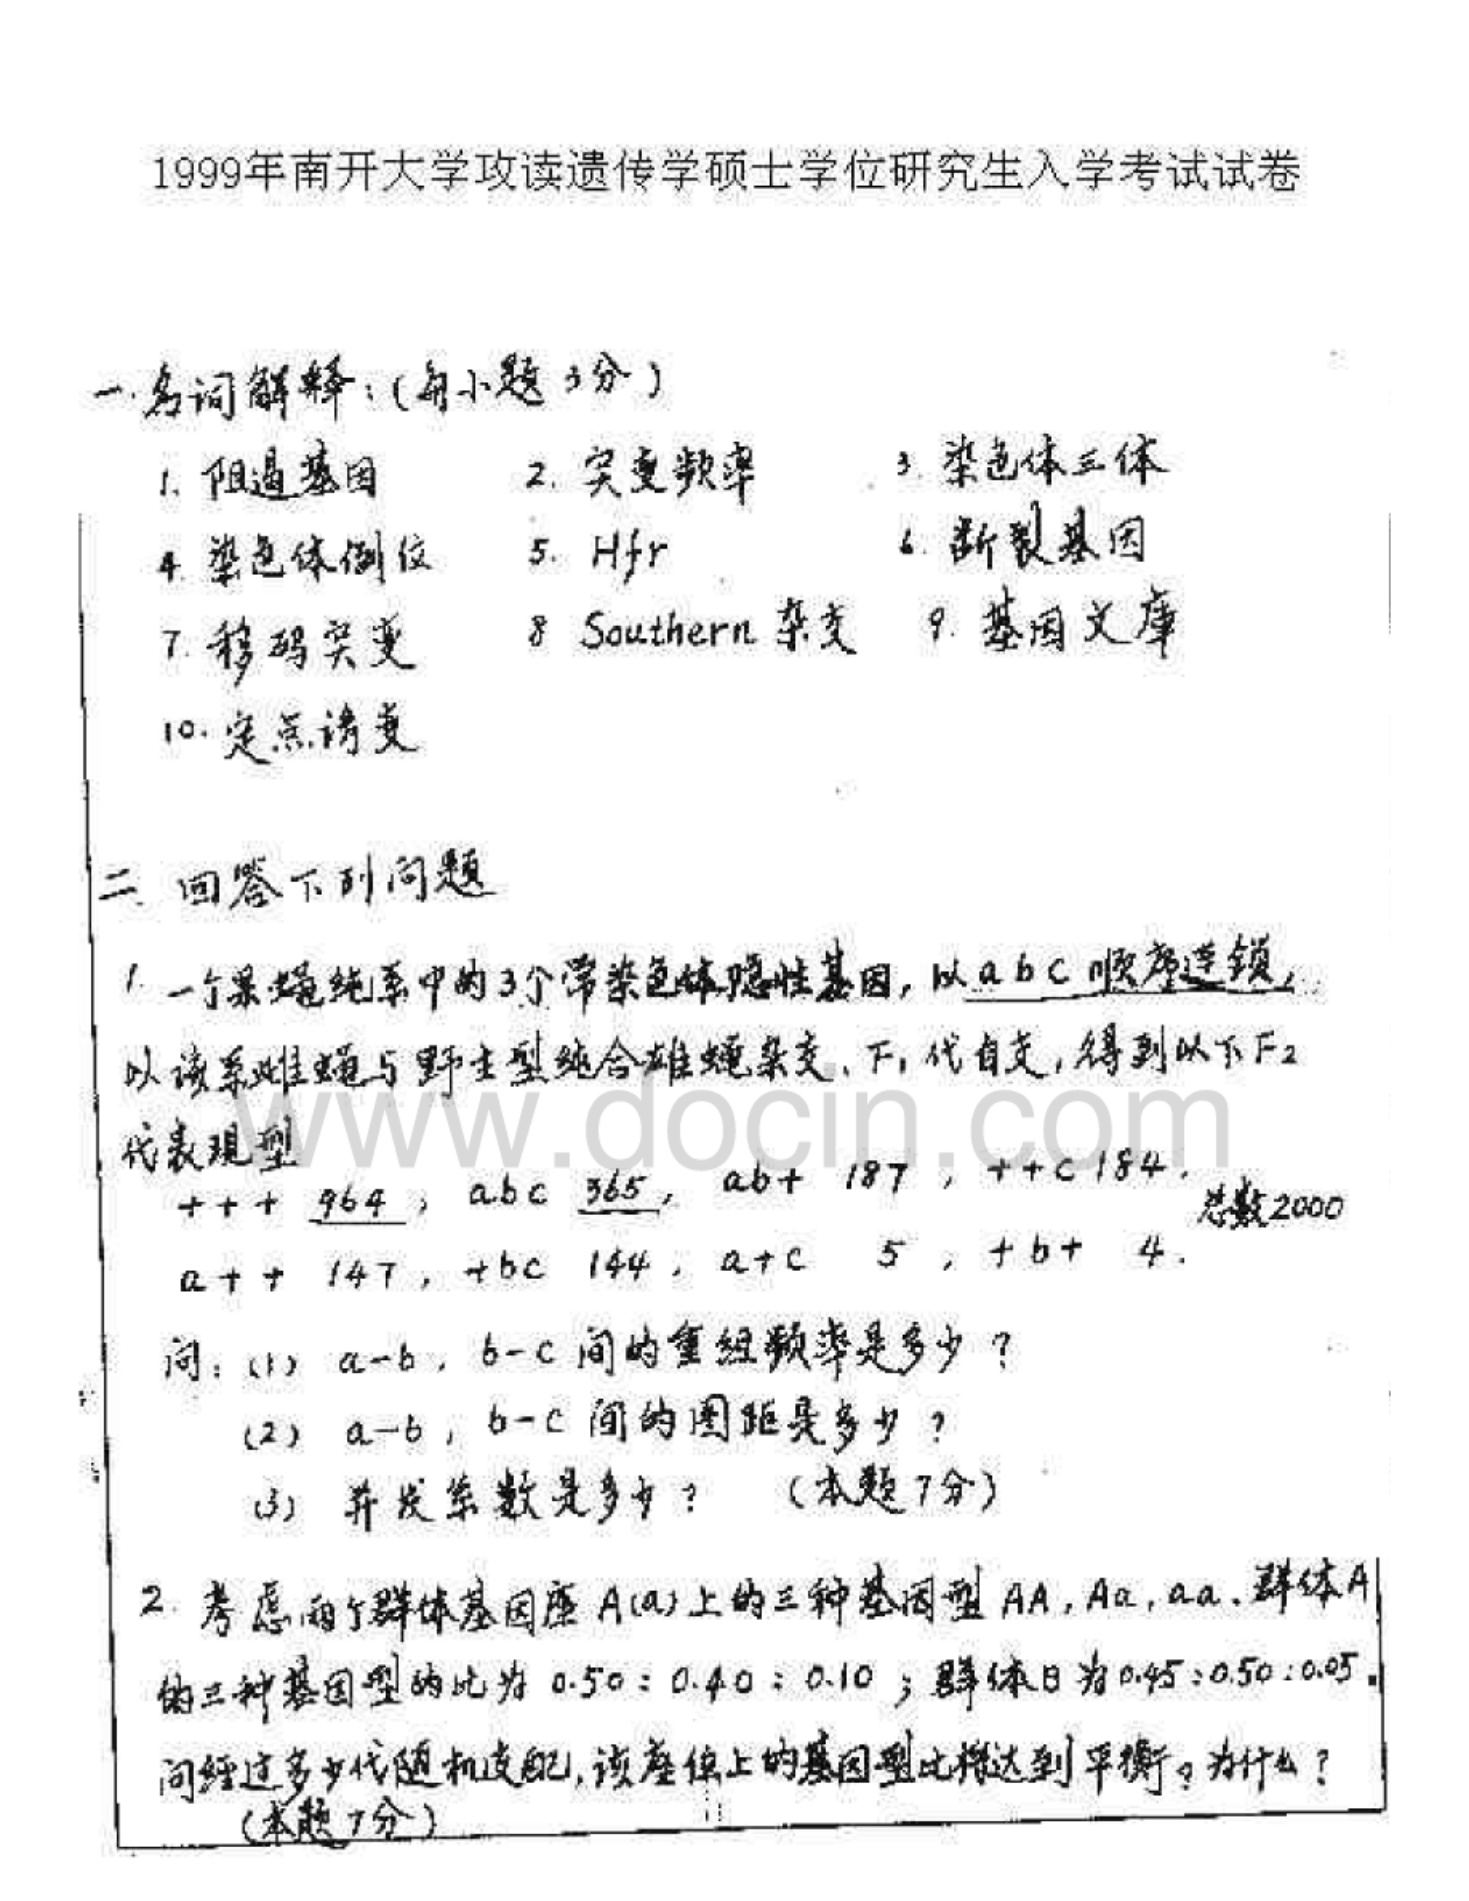 1999年南开大学攻读遗传学硕士学位研究生入学考试试卷
一.名词解释:(每小题3分)
1. 阻遏基因 2. 突变频率 3. 染色体三体
4. 染色体倒位 5. Hfr 6. 断裂基因
7. 移码突变 8 Southern 杂交 9. 基因文库
10. 定点诱变
二. 回答下列问题
1. 一个果蝇纯系中的3个常染色体隐性基因, 以abc顺序连锁,
以该系雌蝇与野生型纯合雄蝇杂交、F₁代自交, 得到以下F2
代表现型
+++ 964, abc 365, ab+ 187, ++c 184.
总数2000
a++ 147, +bc 144, a+c 5, +b+ 4.
问: (1) a-b, b-c 间的重组频率是多少?
(2) a-b, b-c 间的图距是多少?
(3) 并发系数是多少? (本题7分)
2. 考虑两个群体基因座A(a)上的三种基因型AA, Aa, aa. 群体A
的三种基因型的比为0.50:0.40:0.10; 群体B为0.45:0.50:0.05.
问经过多少代随机交配, 该座位上的基因型比将达到平衡? 为什么?
(本题7分)
www.docin.com